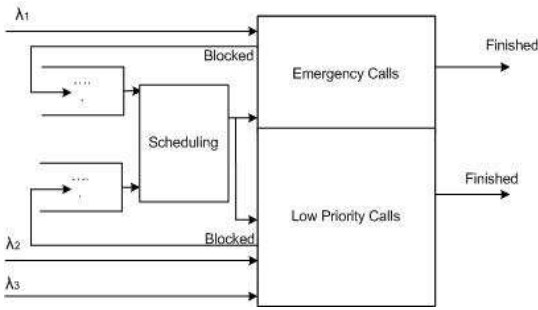 λ1
Blocked
Emergency Calls
Finished
.....
.
Scheduling
.....
.
Finished
Low Priority Calls
Blocked
λ2
λ3